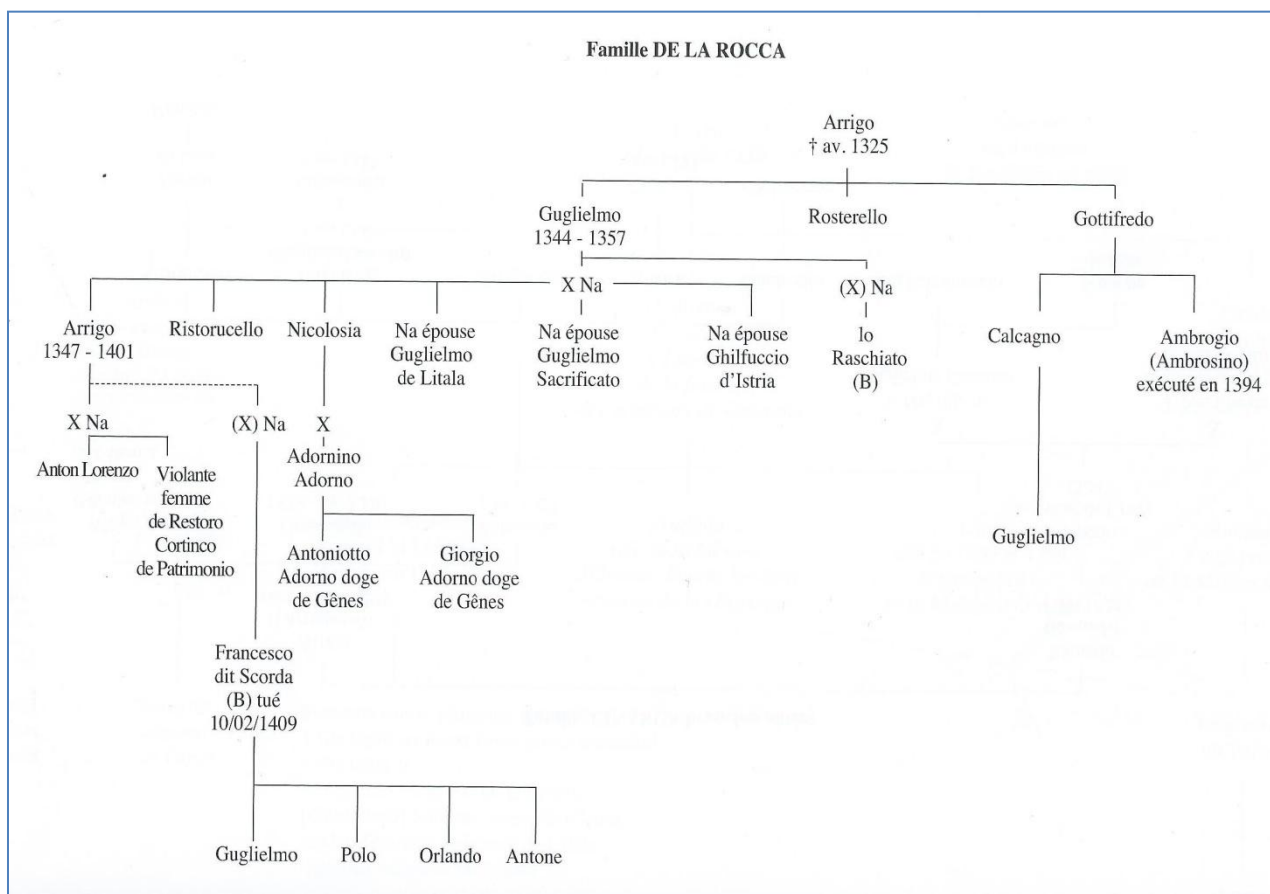 Famille DE LA ROCCA
Arrigo
† av. 1325
Guglielmo
1344 - 1357
Rosterello
Gottifredo
X Na
(X) Na
Arrigo
1347 - 1401
Ristorucello
Nicolosia
Na épouse
Guglielmo
de Litala
Na épouse
Guglielmo
Sacrificato
Na épouse
Ghilfuccio
d'Istria
lo
Raschiato
(B)
Calcagno
Ambrogio
(Ambrosino)
exécuté en 1394
X Na
(X) Na
X
Anton Lorenzo
Violante
femme
de Restoro
Cortinco
de Patrimonio
Adornino
Adorno
Guglielmo
Antoniotto
Adorno doge
de Gênes
Giorgio
Adorno doge
de Gênes
Francesco
dit Scorda
(B) tué
10/02/1409
Guglielmo
Polo
Orlando
Antone